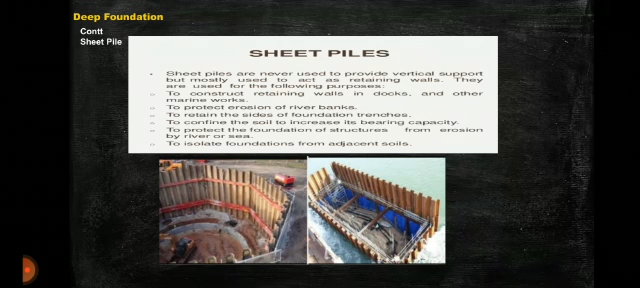 Deep Foundation
Contt
Sheet Pile
SHEET PILES
• Sheet piles are never used to provide vertical support
but mostly used to act as retaining walls. They
are used for the following purposes:
To construct retaining walls in docks, and other
marine works.
To protect erosion of river banks.
To retain the sides of foundation trenches.
To confine the soil to increase its bearing capacity.
To protect the foundation of structures from erosion
by river or sea.
To isolate foundations from adjacent soils.